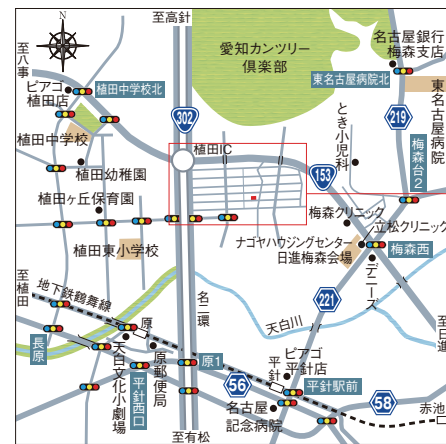 N
至高針
至八事
ピアゴ
植田店
植田中学校北
愛知カンツリー
倶楽部
名古屋銀行
梅森支店
東名古屋病院北
東名古屋病院
302
219
植田中学校
植田IC
とき小児科
梅森台2
植田幼稚園
153
植田ヶ丘保育園
梅森クリニック
立松クリニック
植田東小学校
ナゴヤハウジングセンター
日進梅森会場
梅森西
デニーズ
至植田
地下鉄鶴舞線
名二環
天白川
221
至日進
原
長原
原1
平針
ピアゴ
平針店
天白文化小劇場
平針西口
原郵便局
56
平針駅前
58
名古屋
記念病院
赤池口
至有松